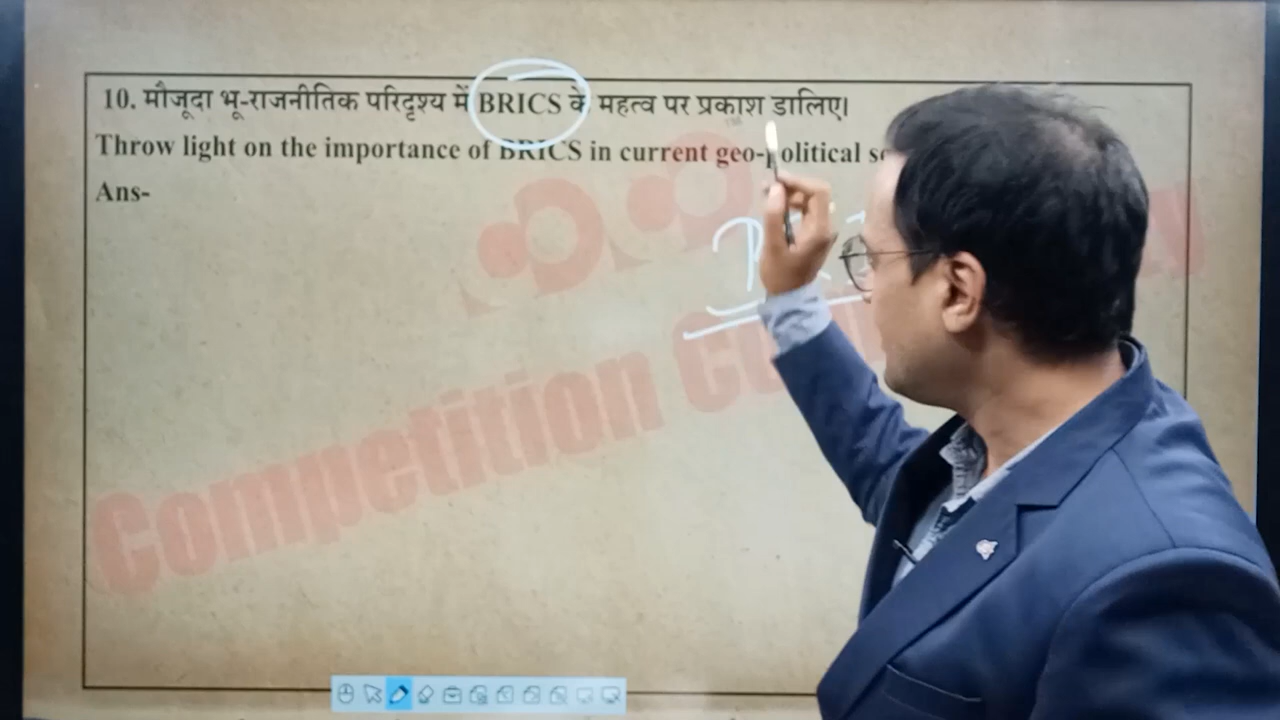 10. मौजूदा भू-राजनीतिक परिदृश्य में BRICS के महत्व पर प्रकाश डालिए।
Throw light on the importance of BRICS in current geo-political
Ans-
Competition